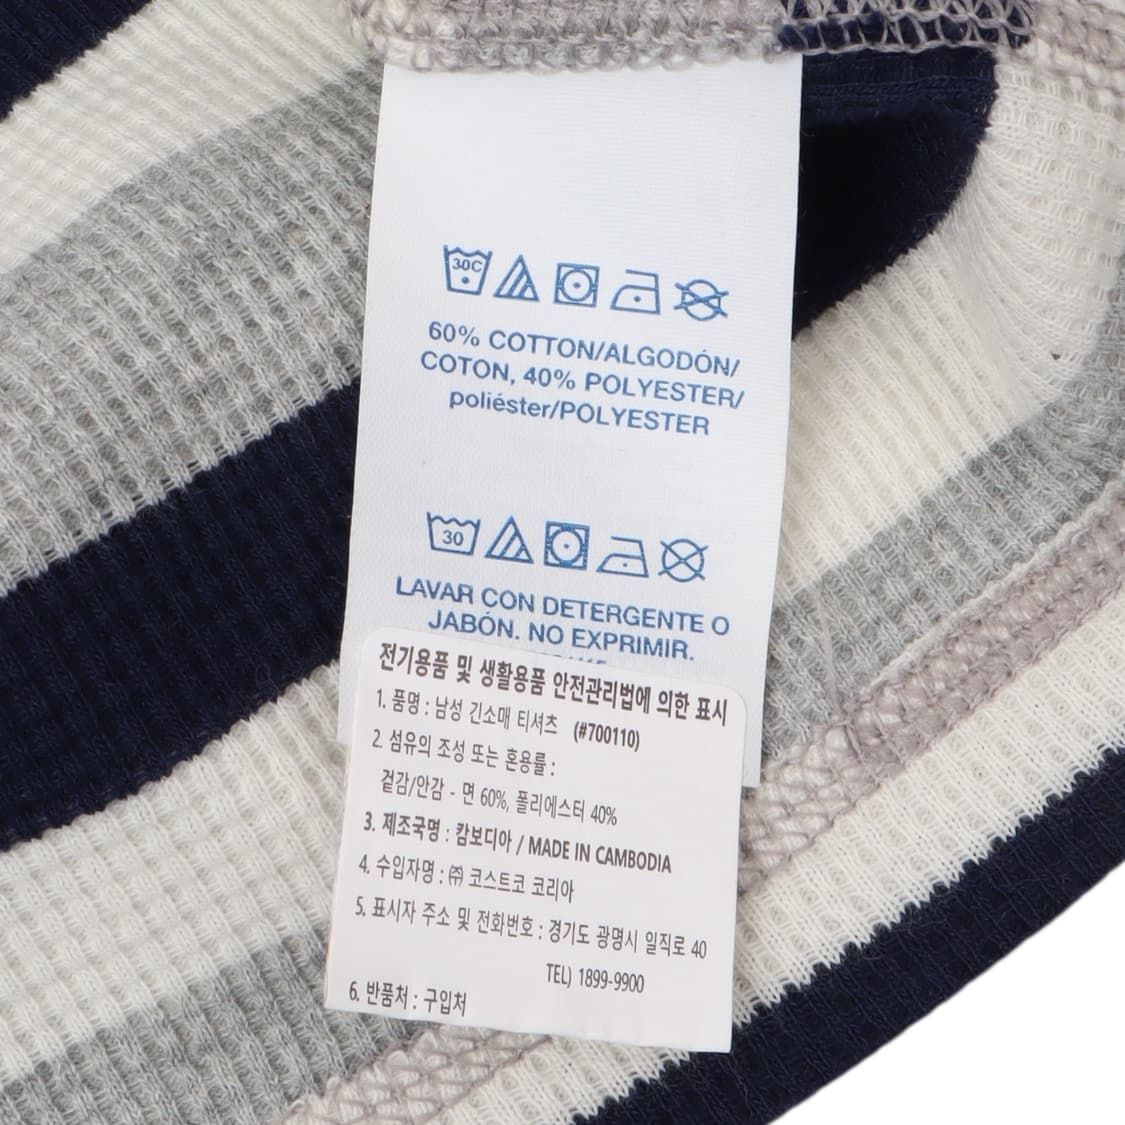 30C
60% COTTON/ALGODÓN/
COTON, 40% POLYESTER/
poliéster/POLYESTER
30
LAVAR CON DETERGENTE O
JABÓN. NO EXPRIMIR.
전기용품 및 생활용품 안전관리법에 의한 표시
1. 품명 : 남성 긴소매 티셔츠 (#700110)
2. 섬유의 조성 또는 혼용률 :
겉감/안감 - 면 60%, 폴리에스터 40%
3. 제조국명 : 캄보디아 / MADE IN CAMBODIA
4. 수입자명 : ㈜ 코스트코 코리아
5. 표시자 주소 및 전화번호 : 경기도 광명시 일직로 40
TEL) 1899-9900
6. 반품처 : 구입처